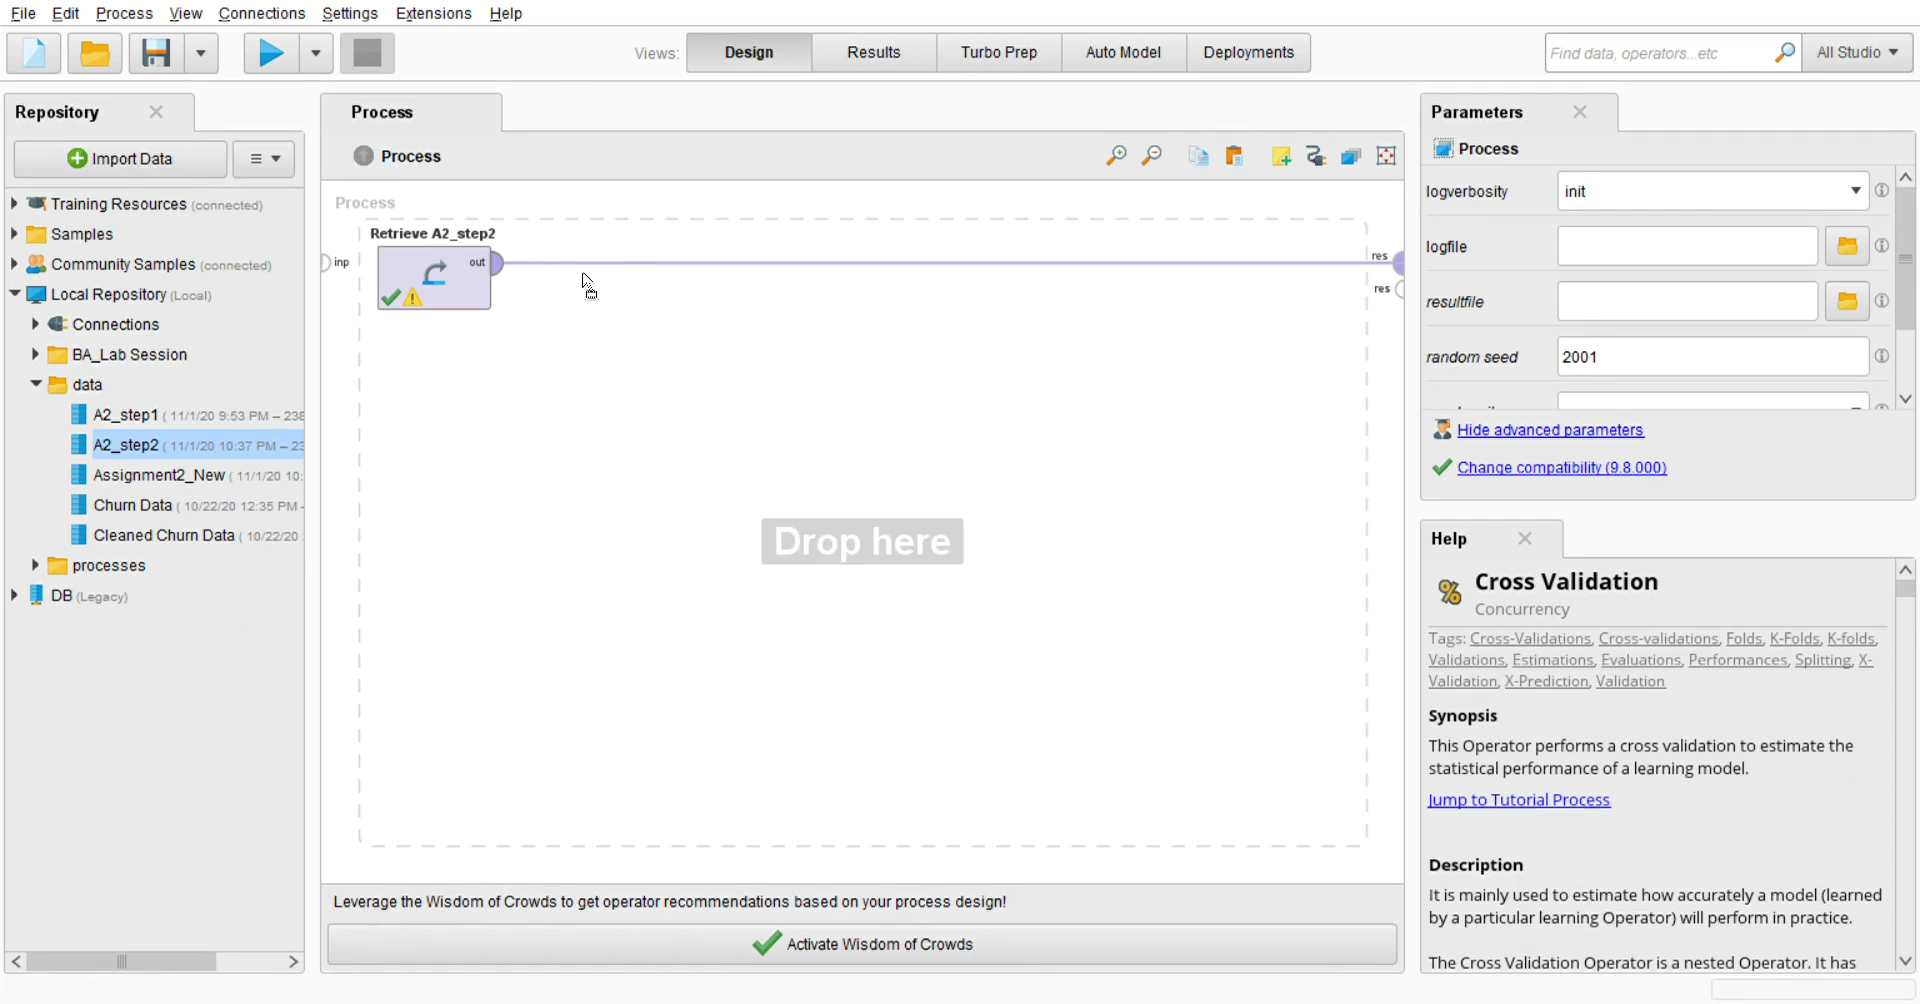 File Edit Process View Connections Settings Extensions Help
Views: Design Results Turbo Prep Auto Model Deployments
Find data, operators...etc
All Studio
Repository
Import Data
Training Resources (connected)
Samples
Community Samples (connected)
Local Repository (Local)
Connections
BA_Lab Session
data
A2_step1 ( 11/1/20 9:53 PM – 238
A2_step2 ( 11/1/20 10:37 PM – 23
Assignment2_New ( 11/1/20 10:
Churn Data ( 10/22/20 12:35 PM -
Cleaned Churn Data ( 10/22/20
processes
DB (Legacy)
Process
Process
Process
Retrieve A2_step2
inp
out
res
res
Drop here
Leverage the Wisdom of Crowds to get operator recommendations based on your process design!
Activate Wisdom of Crowds
Parameters
Process
logverbosity init
logfile
resultfile
random seed 2001
Hide advanced parameters
Change compatibility (9.8.000)
Help
Cross Validation
Concurrency
Tags: Cross-Validations, Cross-validations, Folds, K-Folds, K-folds,
Validations, Estimations, Evaluations, Performances, Splitting, X-
Validation, X-Prediction, Validation
Synopsis
This Operator performs a cross validation to estimate the
statistical performance of a learning model.
Jump to Tutorial Process
Description
It is mainly used to estimate how accurately a model (learned
by a particular learning Operator) will perform in practice.
The Cross Validation Operator is a nested Operator. It has